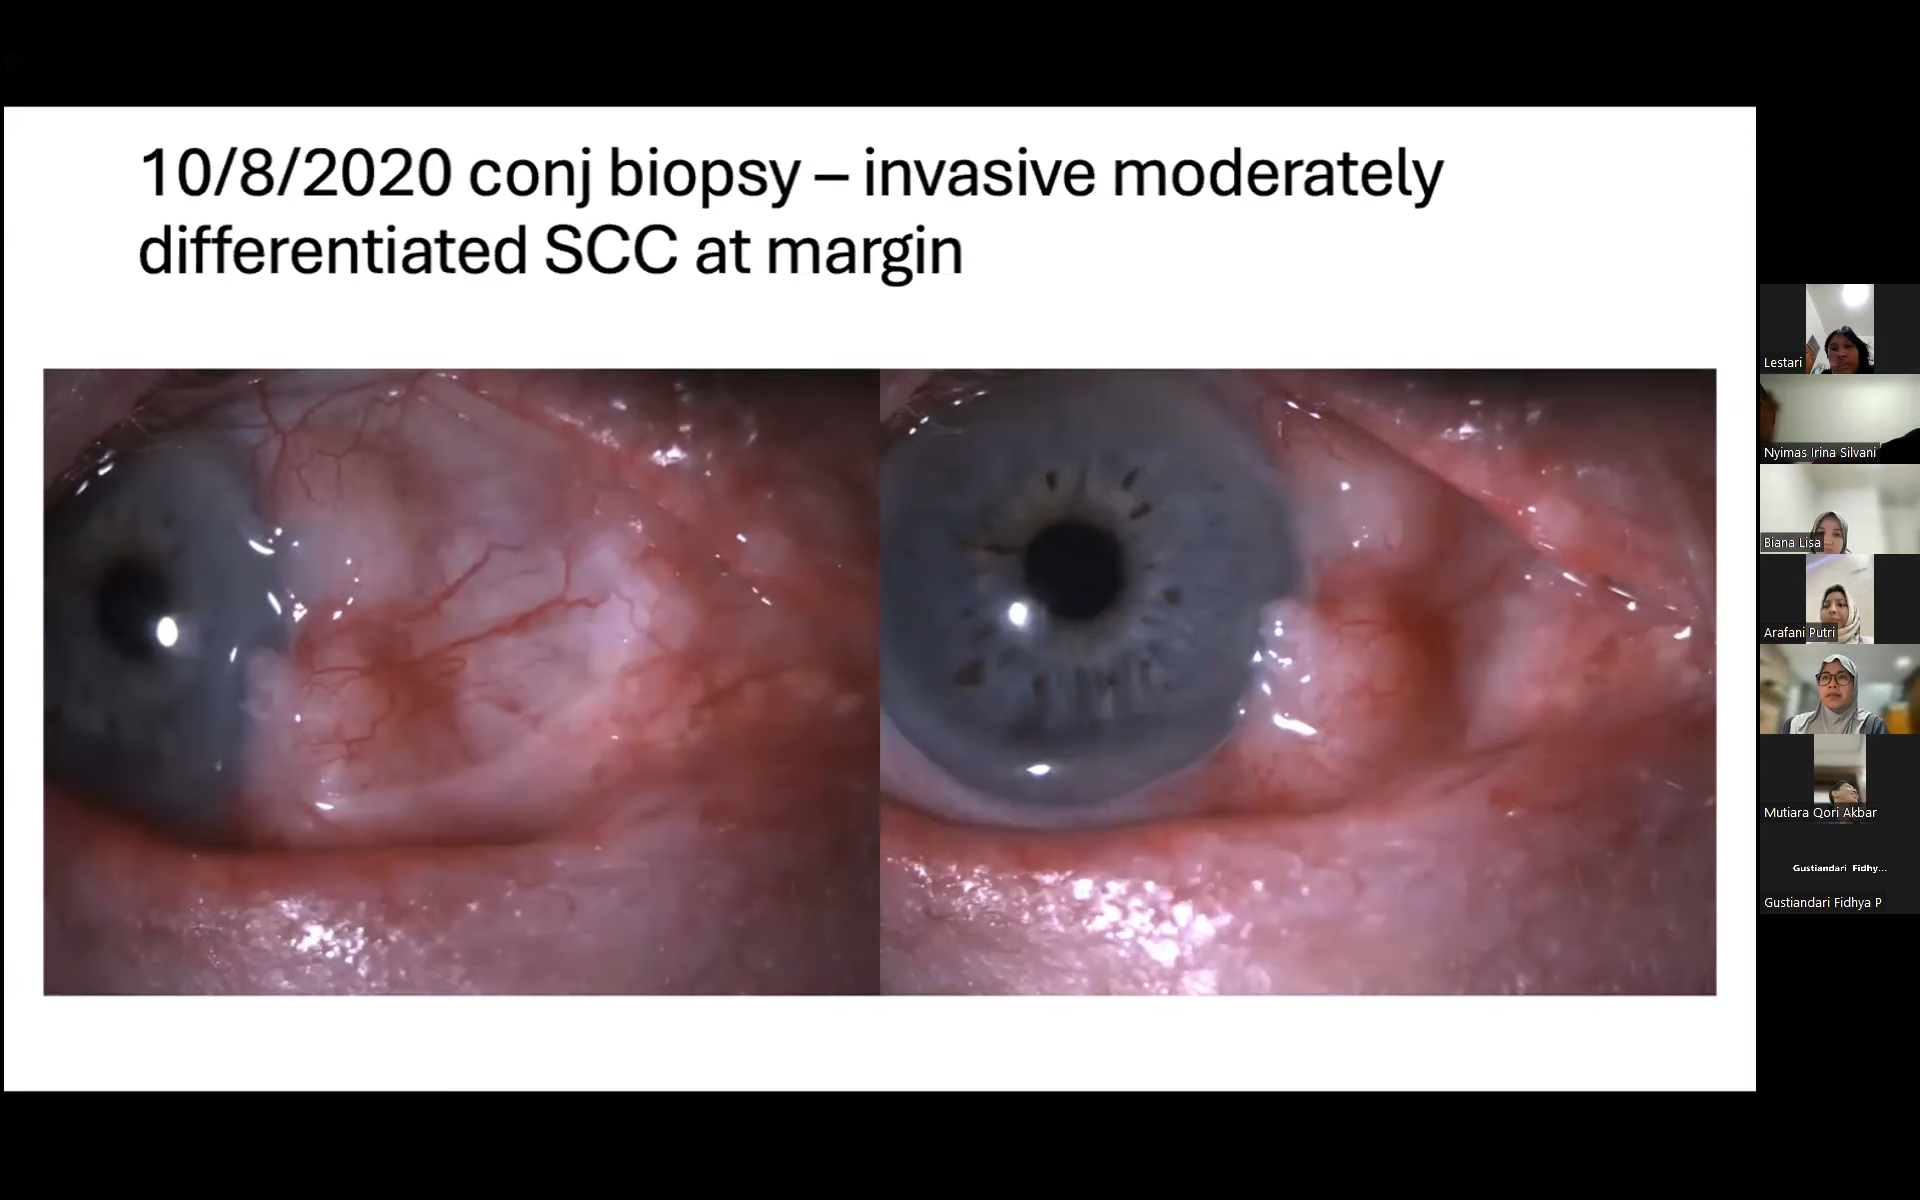 10/8/2020 conj biopsy – invasive moderately
differentiated SCC at margin
Lestari
Nyimas Irina Silvani
Biana Lisa
Arafani Putri
Mutiara Qori Akbar
Gustiandari Fidhy...
Gustiandari Fidhya P